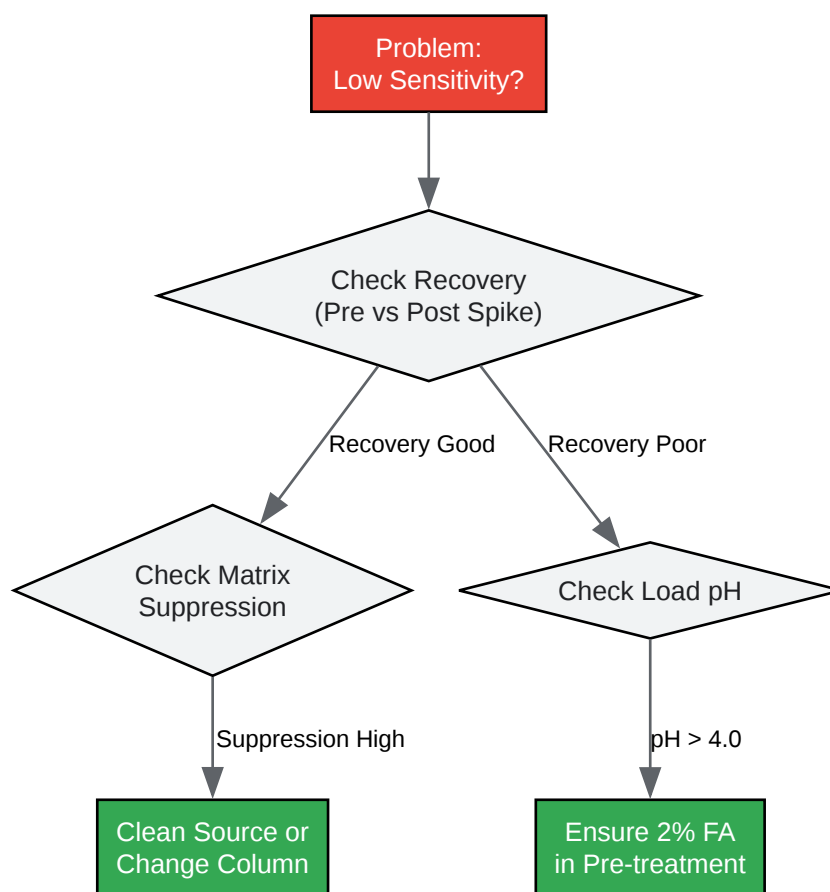 Problem:
Low Sensitivity?
Check Recovery
(Pre vs Post Spike)
Recovery Good
Recovery Poor
Check Matrix
Suppression
Check Load pH
Suppression High
pH > 4.0
Clean Source or
Change Column
Ensure 2% FA
in Pre-treatment